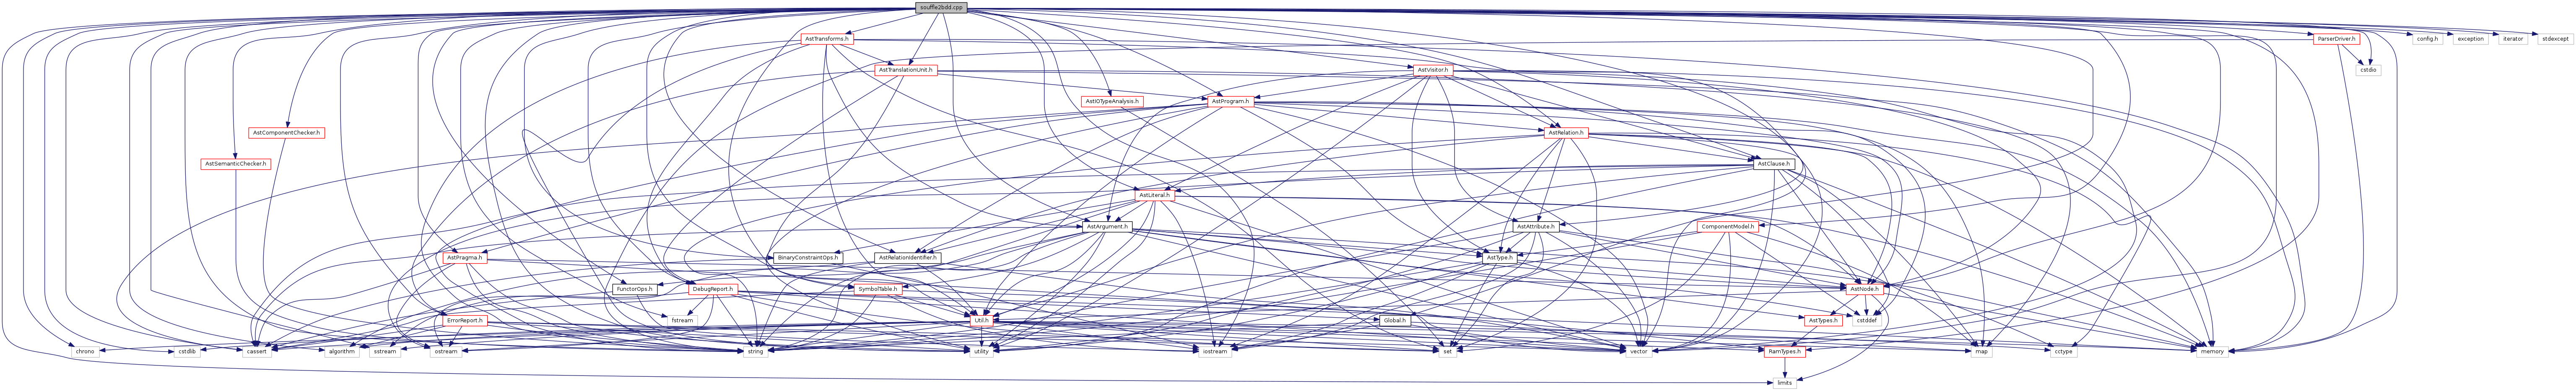 souffle2bdd.cpp
AstTransforms.h
ParserDriver.h
config.h
exception
iterator
stdexcept
AstTranslationUnit.h
AstVisitor.h
cstdio
AstIOTypeAnalysis.h
AstProgram.h
AstComponentChecker.h
AstRelation.h
AstSemanticChecker.h
AstClause.h
AstLiteral.h
AstArgument.h
AstAttribute.h
ComponentModel.h
AstPragma.h
BinaryConstraintOps.h
AstRelationIdentifier.h
AstType.h
FunctorOps.h
DebugReport.h
SymbolTable.h
AstNode.h
ErrorReport.h
fstream
Util.h
Global.h
AstTypes.h
cstddef
chrono
cstdlib
cassert
algorithm
sstream
ostream
string
utility
iostream
set
vector
RamTypes.h
map
cctype
memory
limits